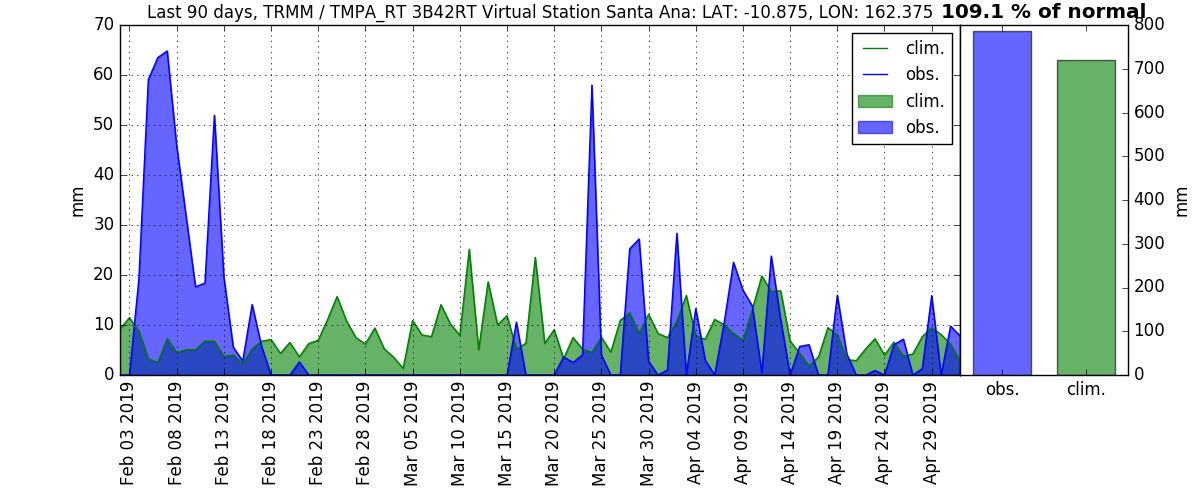 Last 90 days, TRMM / TMPA_RT 3B42RT Virtual Station Santa Ana: LAT: -10.875, LON: 162.375 109.1 % of normal
70
60
50
40
30
20
10
0
mm
clim.
obs.
clim.
obs.
800
700
600
500
400
300
200
100
0
mm
Feb 03 2019
Feb 08 2019
Feb 13 2019
Feb 18 2019
Feb 23 2019
Feb 28 2019
Mar 05 2019
Mar 10 2019
Mar 15 2019
Mar 20 2019
Mar 25 2019
Mar 30 2019
Apr 04 2019
Apr 09 2019
Apr 14 2019
Apr 19 2019
Apr 24 2019
Apr 29 2019
obs.
clim.